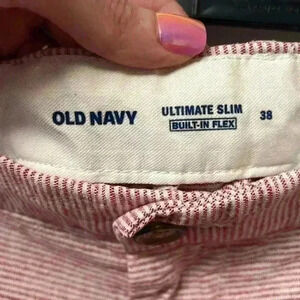 OLD NAVY
ULTIMATE SLIM
BUILT-IN FLEX
38